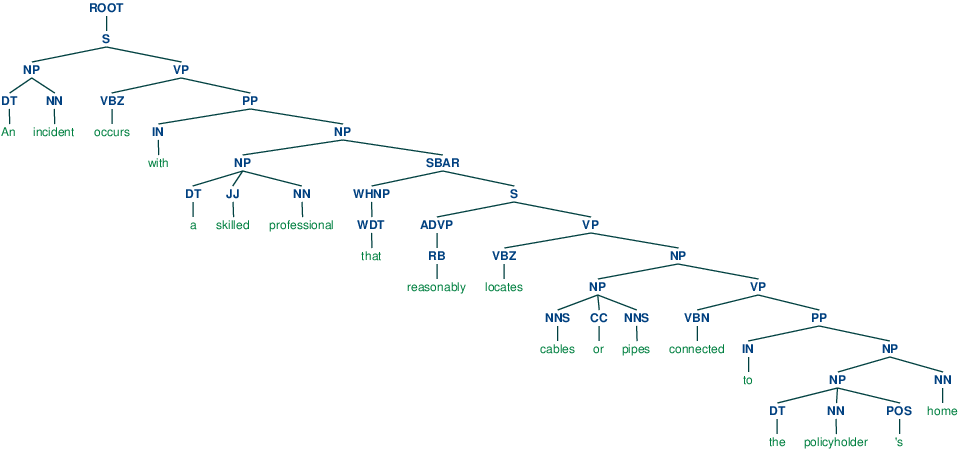 ROOT
S
NP VP
DT NN VBZ PP
An incident occurs IN NP
with NP SBAR
DT JJ NN WHNP S
a skilled professional WDT ADVP VP
that RB VBZ NP
reasonably locates NP VP
NNS CC NNS VBN PP
cables or pipes connected IN NP
to NP NN
DT NN POS home
the policyholder 's